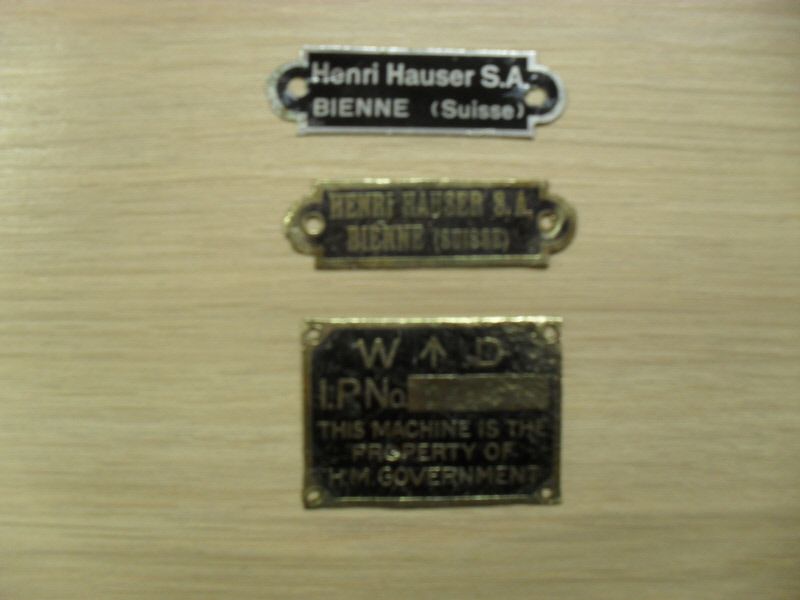 Henri Hauser S.A.
BIENNE (Suisse)
HENRI HAUSER S. A.
BIENNE (SUISSE)
W ↑ D
I.P.No.
THIS MACHINE IS THE
PROPERTY OF
H.M. GOVERNMENT